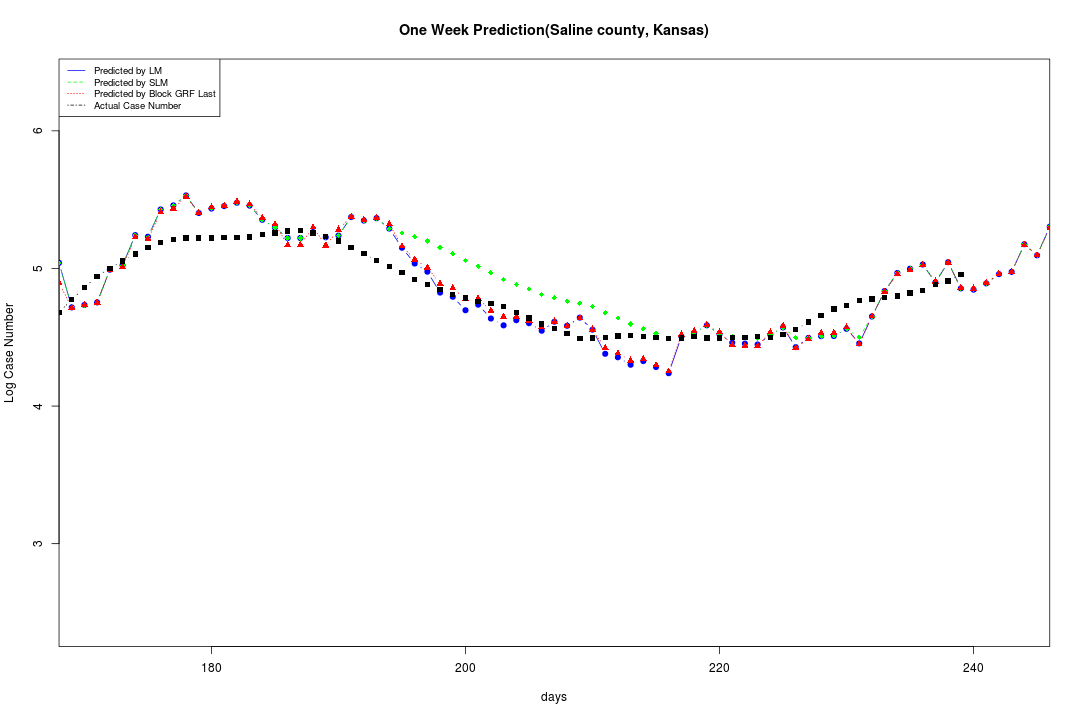 One Week Prediction(Saline county, Kansas)
Predicted by LM
Predicted by SLM
Predicted by Block GRF Last
Actual Case Number
6
5
4
3
Log Case Number
180
200
220
240
days